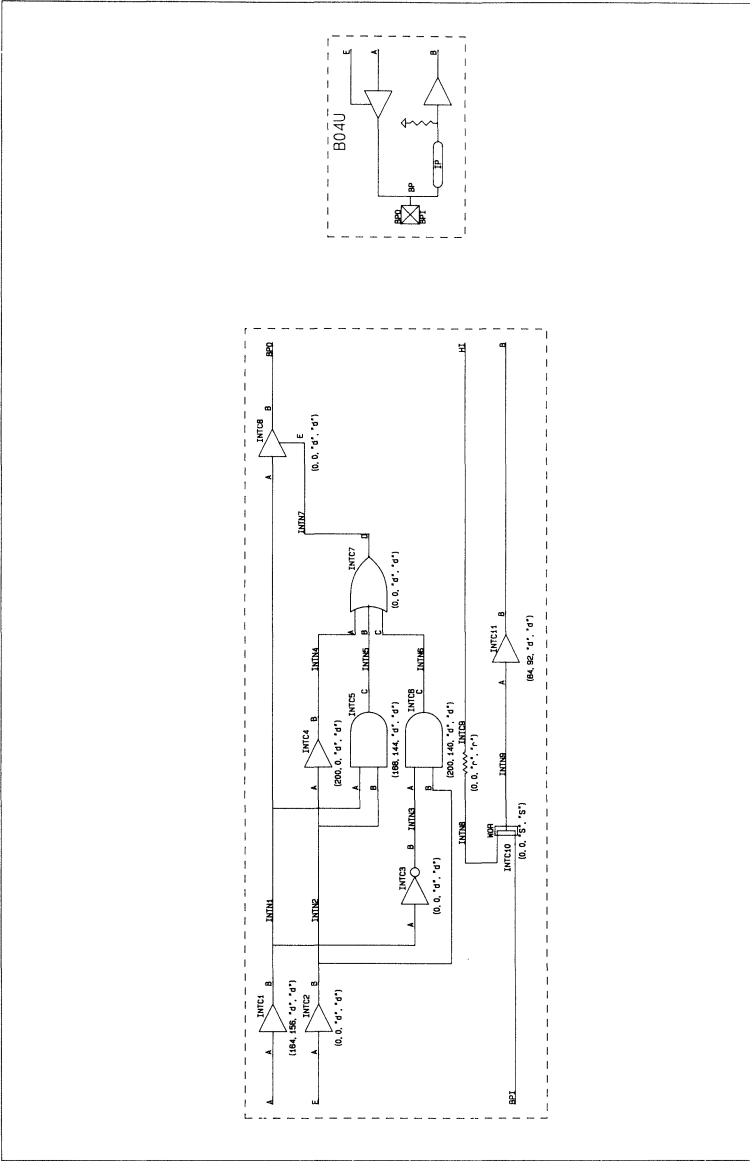 B04U
E
A
B
BP
BPO
BPI
IP
A
A
INTC1
B
(164, 156, "d", "d")
INTN1
A
INTC8
B
BPO
E
(0, 0, "d", "d")
E
A
INTC2
B
(0, 0, "d", "d")
INTN2
A
INTC4
B
(200, 0, "d", "d")
INTN4
INTN7
A
B
INTC5
C
(168, 144, "d", "d")
INTN5
A
B
C
INTC7
D
(0, 0, "d", "d")
A
INTC3
B
(0, 0, "d", "d")
INTN3
A
B
INTC6
C
(200, 140, "d", "d")
INTN6
INTN8
INTC9
(0, 0, "r", "r")
HI
BPI
INTC10
WOR
(0, 0, "S", "S")
INTN9
A
INTC11
B
(84, 92, "d", "d")
B